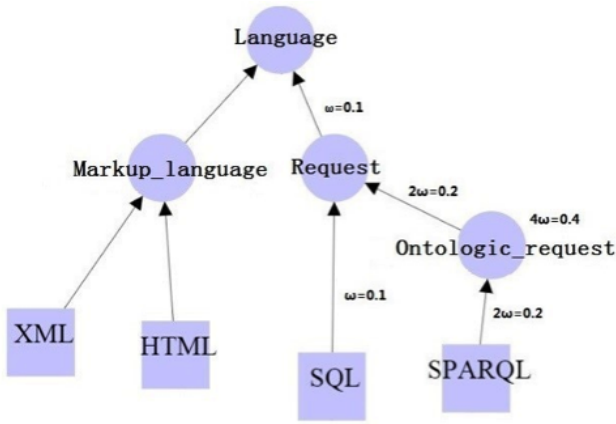 Language
ω=0.1
Markup_language
Request
2ω=0.2
4ω=0.4
Ontologic_request
ω=0.1
2ω=0.2
XML
HTML
SQL
SPARQL